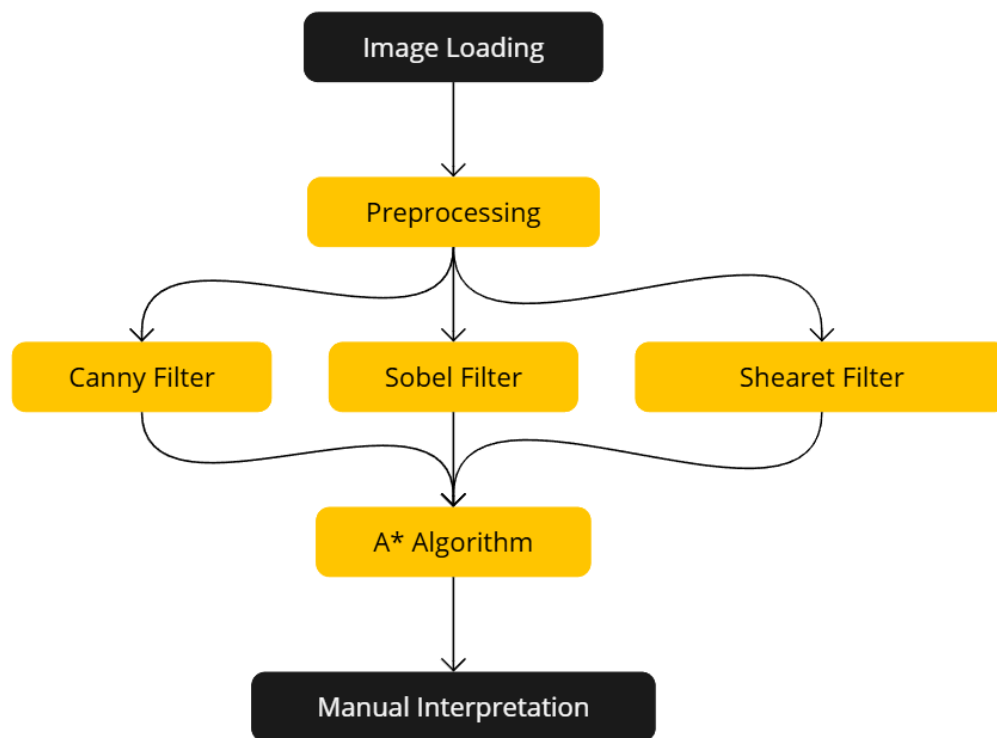 Image Loading
Preprocessing
Canny Filter
Sobel Filter
Shearet Filter
A* Algorithm
Manual Interpretation